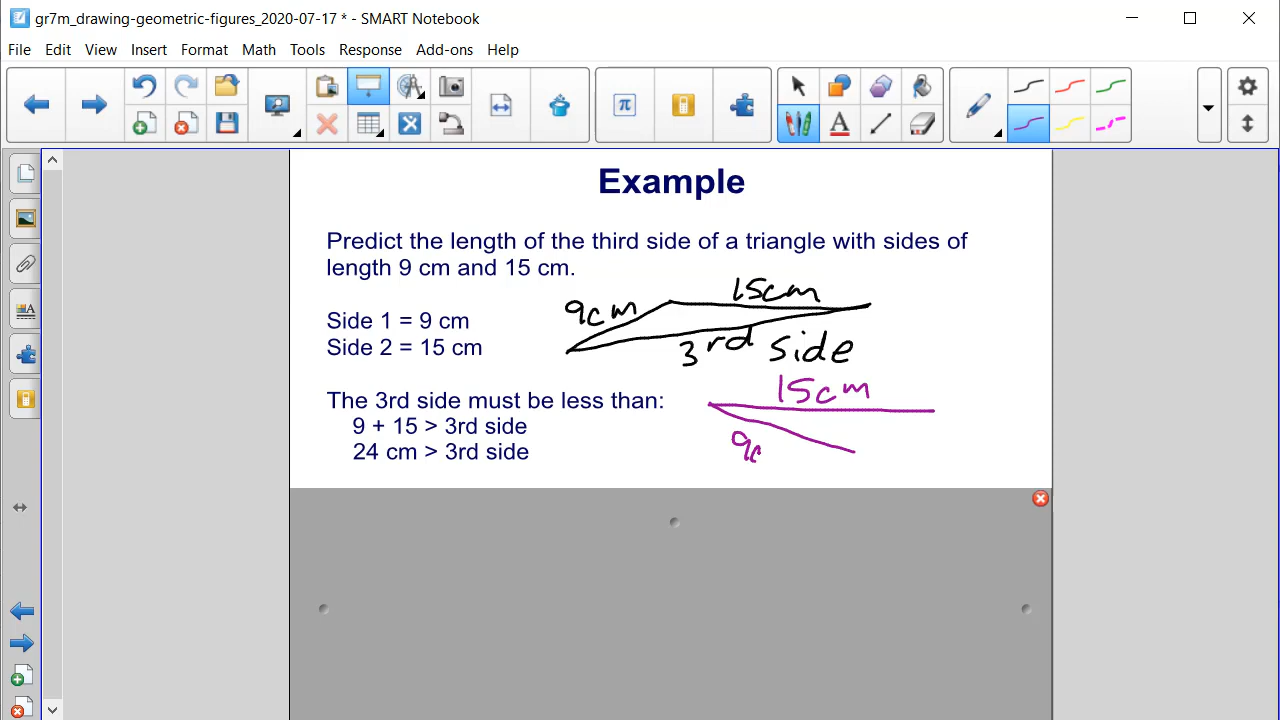 gr7m_drawing-geometric-figures_2020-07-17 * - SMART Notebook
File Edit View Insert Format Math Tools Response Add-ons Help
π
A
Example
Predict the length of the third side of a triangle with sides of
length 9 cm and 15 cm.
15cm
9cm
Side 1 = 9 cm
Side 2 = 15 cm
3rd side
15cm
The 3rd side must be less than:
9 + 15 > 3rd side
9c
24 cm > 3rd side